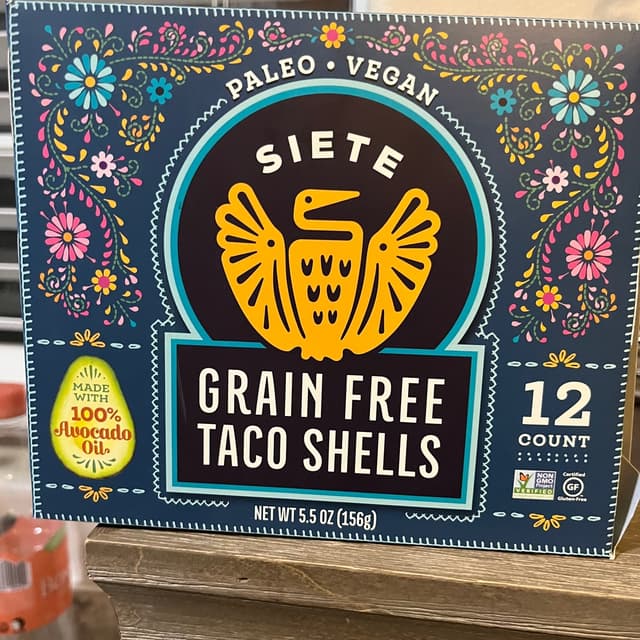 PALEO • VEGAN
SIETE
GRAIN FREE
TACO SHELLS
MADE
WITH
100%
Avocado
Oil
12
COUNT
NON
GMO
Project
VERIFIED
Certified
GF
Gluten-Free
NET WT 5.5 OZ (156g)